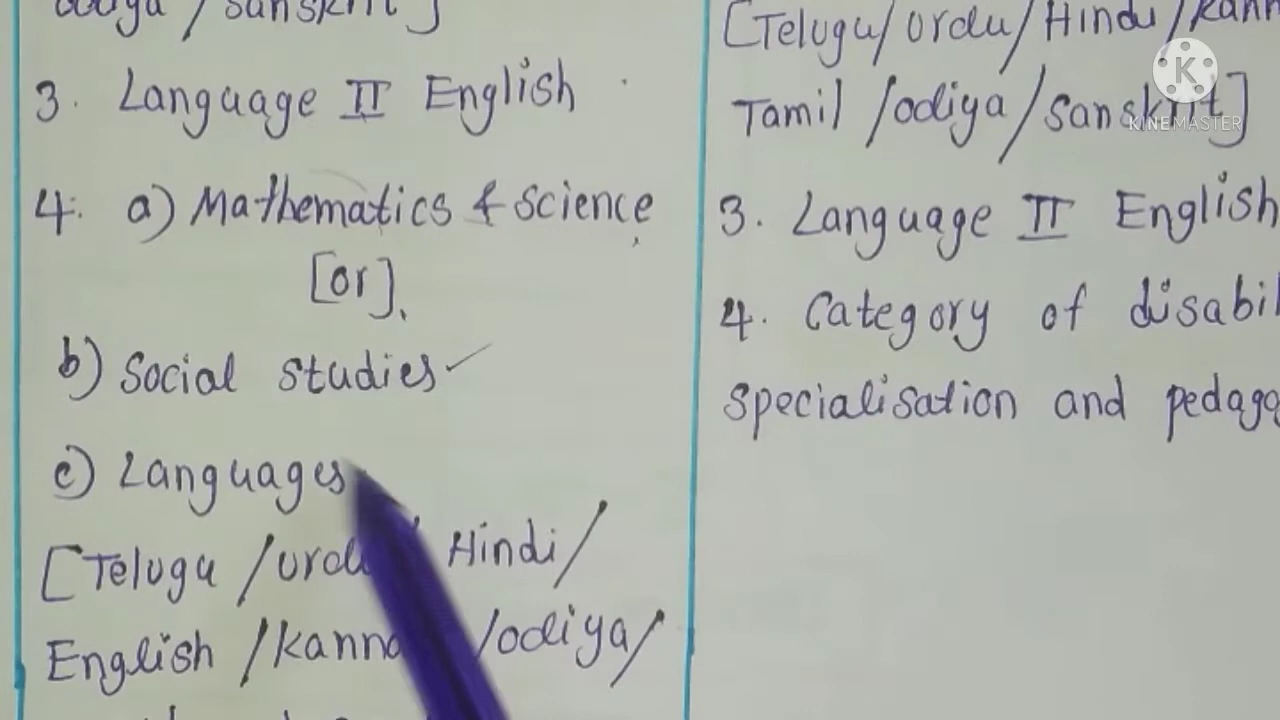 / Sanskrit]
3. Language II English
4. a) Mathematics & Science
[or]
b) Social studies
c) Languages
[Telugu / Hindi/
English / /odiya/
[Telugu/urdu/Hindi/
Tamil /odiya/Sanskrit]
3. Language II English
4. Category of
specialisation and
K
KINEMASTER